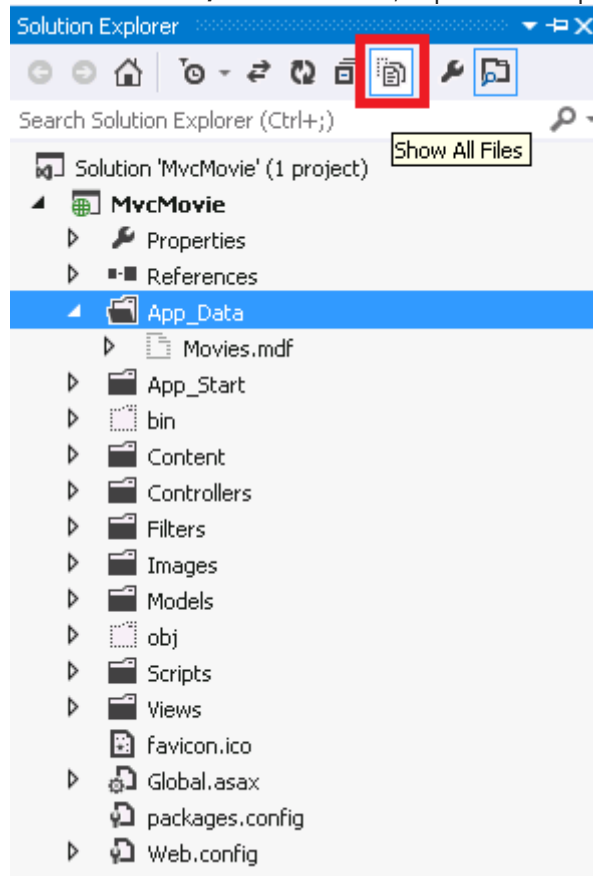 Solution Explorer
Search Solution Explorer (Ctrl+;)
Show All Files
Solution 'MvcMovie' (1 project)
MvcMovie
Properties
References
App_Data
Movies.mdf
App_Start
bin
Content
Controllers
Filters
Images
Models
obj
Scripts
Views
favicon.ico
Global.asax
packages.config
Web.config